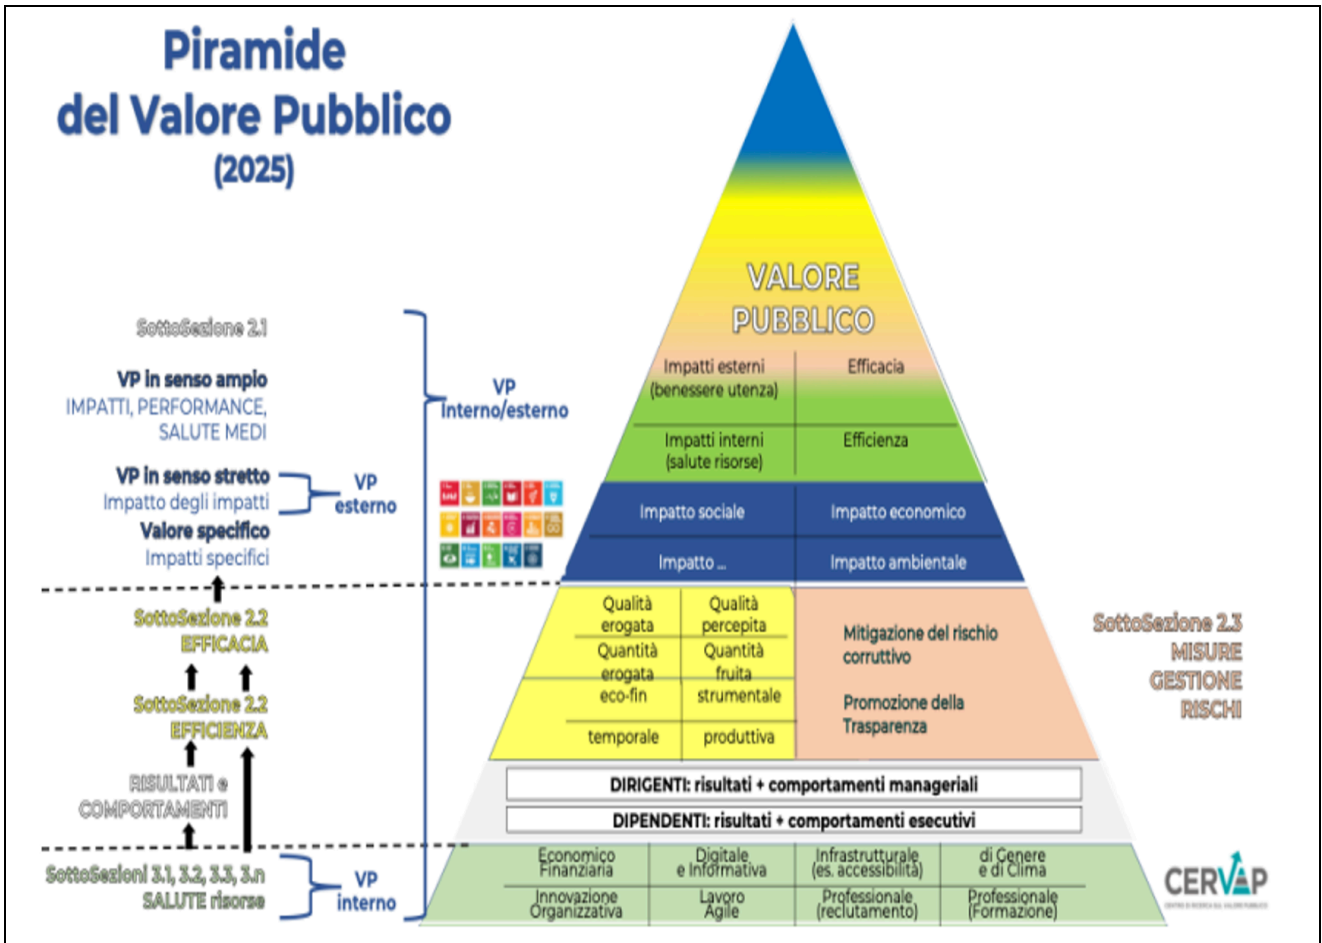 Piramide
del Valore Pubblico
(2025)
SottoSezione 2.1
VP in senso ampio
IMPATTI, PERFORMANCE,
SALUTE MEDI
VP in senso stretto
Impatto degli impatti
Valore specifico
Impatti specifici
VP
Interno/esterno
VP
esterno
SottoSezione 2.2
EFFICACIA
SottoSezione 2.2
EFFICIENZA
RISULTATI e
COMPORTAMENTI
SottoSezioni 3.1, 3.2, 3.3, 3.n
SALUTE risorse
VP
interno
VALORE
PUBBLICO
Impatti esterni
(benessere utenza)
Efficacia
Impatti interni
(salute risorse)
Efficienza
Impatto sociale
Impatto economico
Impatto ...
Impatto ambientale
Qualità
erogata
Qualità
percepita
Quantità
erogata
Quantità
fruita
eco-fin
strumentale
temporale
produttiva
Mitigazione del rischio
corruttivo
Promozione della
Trasparenza
SottoSezione 2.3
MISURE
GESTIONE
RISCHI
DIRIGENTI: risultati + comportamenti manageriali
DIPENDENTI: risultati + comportamenti esecutivi
Economico
Finanziaria
Digitale
e Informativa
Infrastrutturale
(es. accessibilità)
di Genere
e di Clima
Innovazione
Organizzativa
Lavoro
Agile
Professionale
(reclutamento)
Professionale
(Formazione)
CERVAP
CENTRO DI RICERCA SUL VALORE PUBBLICO